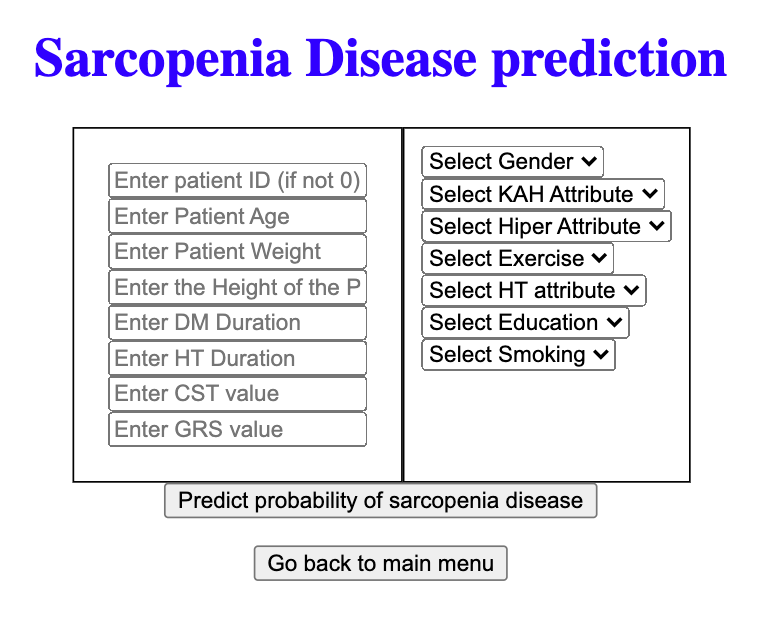 Sarcopenia Disease prediction
Enter patient ID (if not 0)
Enter Patient Age
Enter Patient Weight
Enter the Height of the P
Enter DM Duration
Enter HT Duration
Enter CST value
Enter GRS value
Select Gender
Select KAH Attribute
Select Hiper Attribute
Select Exercise
Select HT attribute
Select Education
Select Smoking
Predict probability of sarcopenia disease
Go back to main menu